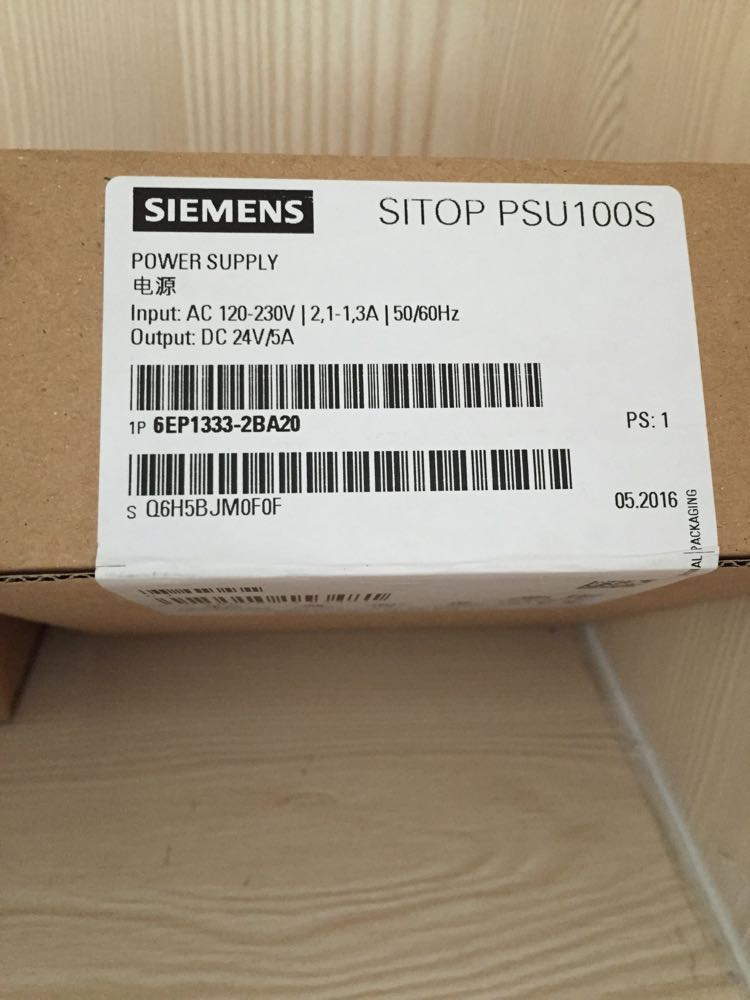 SIEMENS SITOP PSU100S
POWER SUPPLY
电源
Input: AC 120-230V | 2,1-1,3A | 50/60Hz
Output: DC 24V/5A
1P 6EP1333-2BA20 PS: 1
S Q6H5BJM0F0F 05.2016
PACKAGING